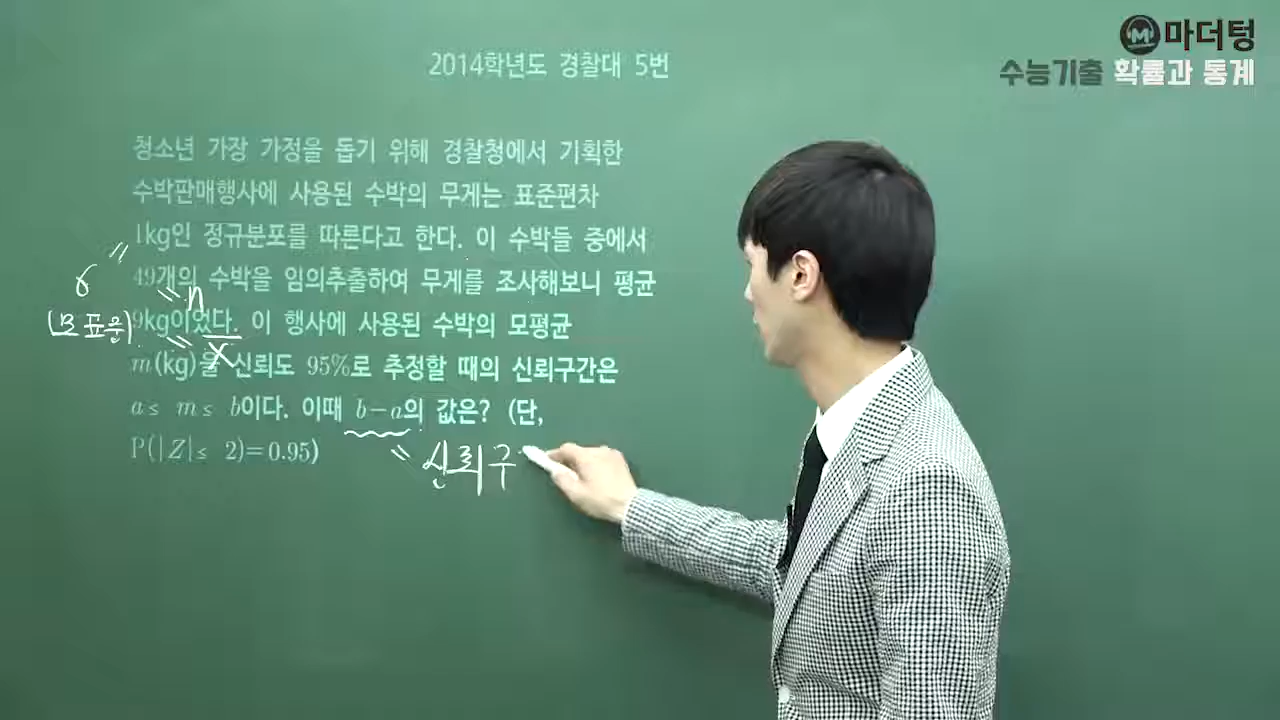 마더텅
수능기출 확률과 통계
2014학년도 경찰대 5번
청소년 가장 가정을 돕기 위해 경찰청에서 기획한
수박판매행사에 사용된 수박의 무게는 표준편차
1kg인 정규분포를 따른다고 한다. 이 수박들 중에서
49개의 수박을 임의추출하여 무게를 조사해보니 평균
9kg이었다. 이 행사에 사용된 수박의 모평균
m(kg)을 신뢰도 95%로 추정할 때의 신뢰구간은
a≤ m≤ b이다. 이때 b-a의 값은? (단,
P(|Z|≤ 2)=0.95)
σ
(모표준)
= n
= X̄
= 신뢰구